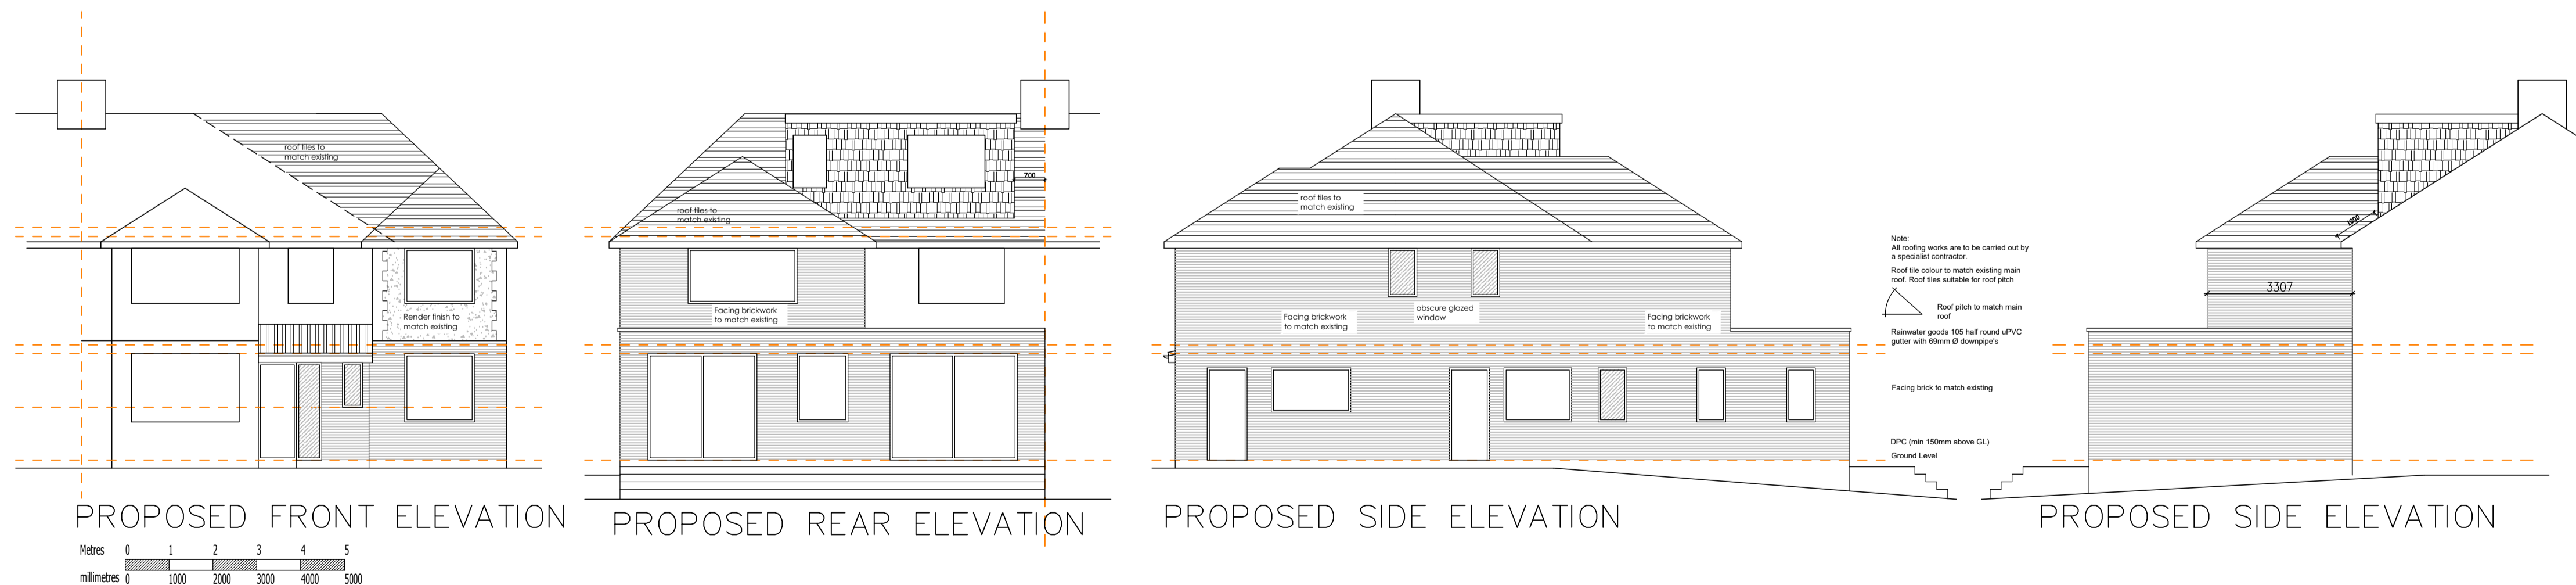 roof tiles to
match existing
Render finish to
match existing
PROPOSED FRONT ELEVATION
Metres 0 1 2 3 4 5
millimetres 0 1000 2000 3000 4000 5000
700
roof tiles to
match existing
Facing brickwork
to match existing
PROPOSED REAR ELEVATION
roof tiles to
match existing
Facing brickwork
to match existing
obscure glazed
window
Facing brickwork
to match existing
PROPOSED SIDE ELEVATION
Note:
All roofing works are to be carried out by
a specialist contractor.
Roof tile colour to match existing main
roof. Roof tiles suitable for roof pitch
Roof pitch to match main
roof
Rainwater goods 105 half round uPVC
gutter with 69mm Ø downpipe's
Facing brick to match existing
DPC (min 150mm above GL)
Ground Level
1000
3307
PROPOSED SIDE ELEVATION